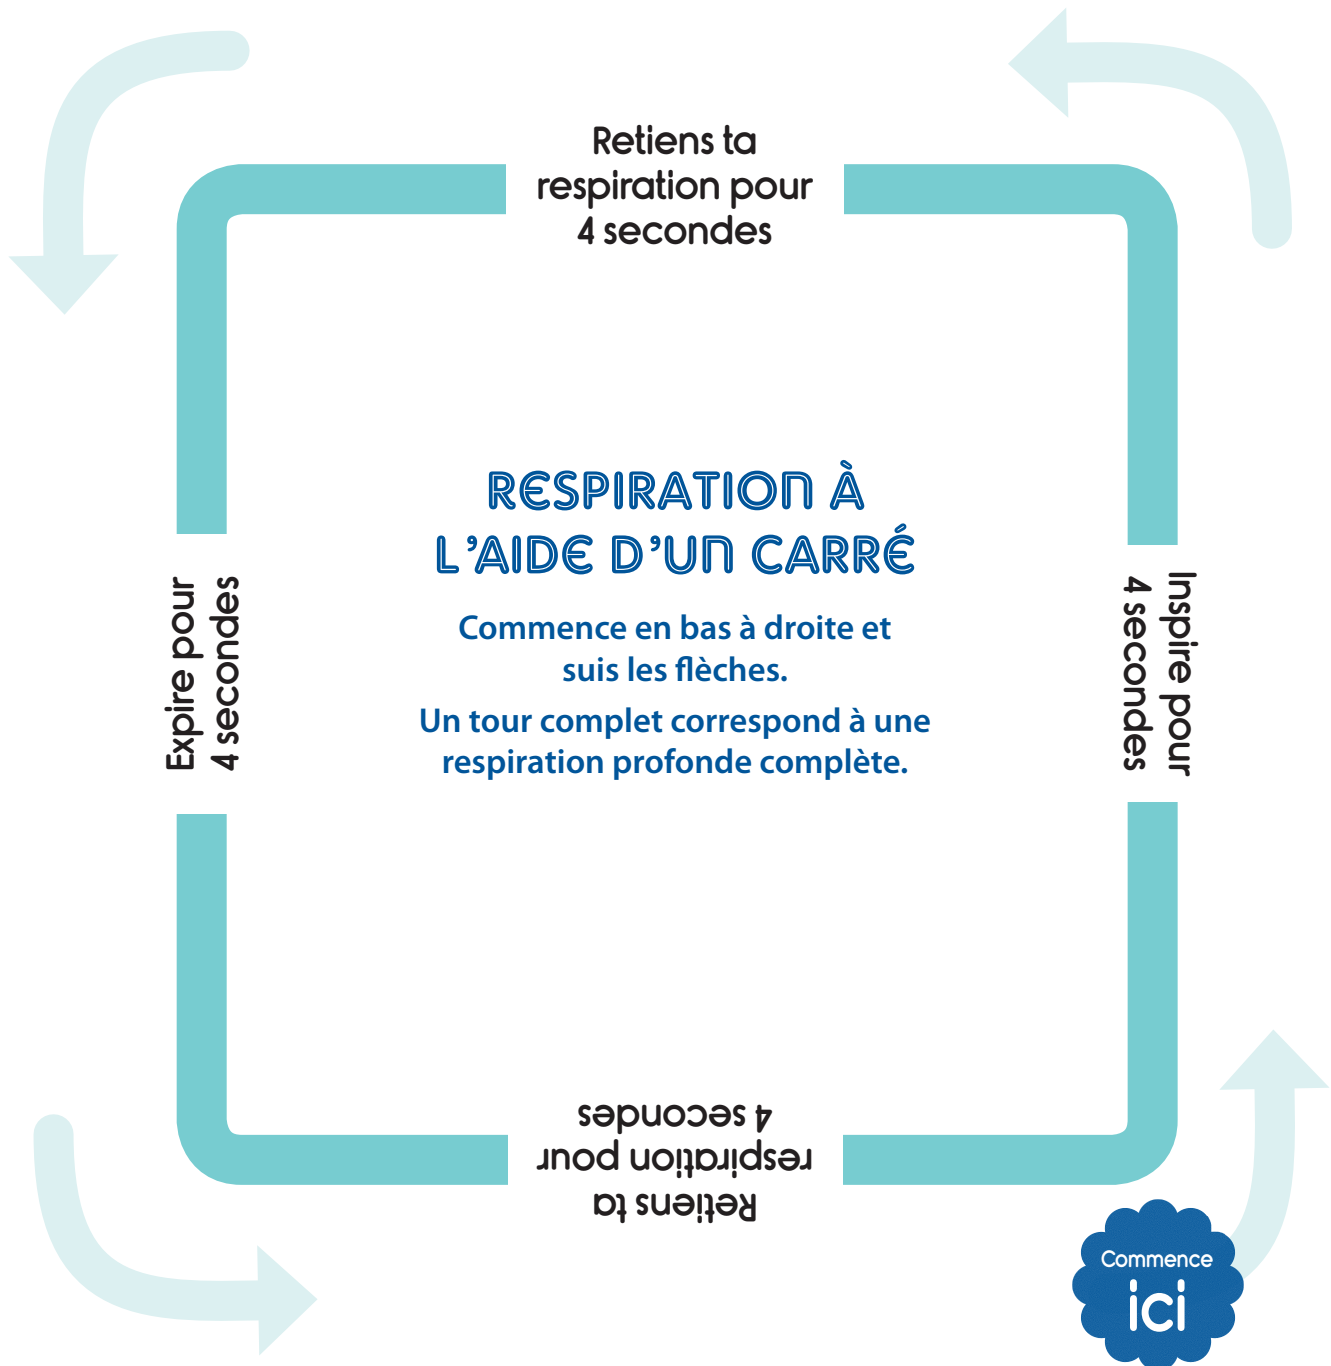 Retiens ta
respiration pour
4 secondes
RESPIRATION À
L'AIDE D'UN CARRÉ
Commence en bas à droite et
suis les flèches.
Un tour complet correspond à une
respiration profonde complète.
Expire pour
4 secondes
Inspire pour
4 secondes
Retiens ta
respiration pour
4 secondes
Commence
ici